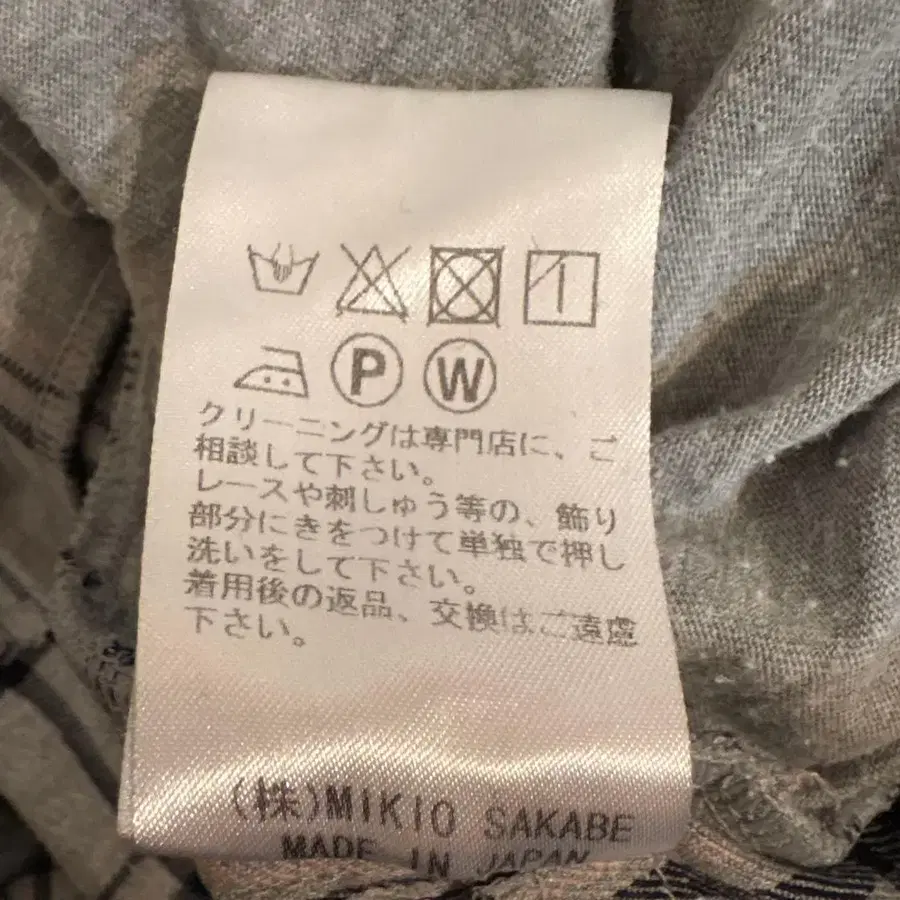 P W
クリーニングは専門店に、ご
相談して下さい。
レースや刺しゅう等の、飾り
部分にきをつけて単独で押し
洗いをして下さい。
着用後の返品、交換はご遠慮
下さい。
(株)MIKIO SAKABE
MADE IN JAPAN